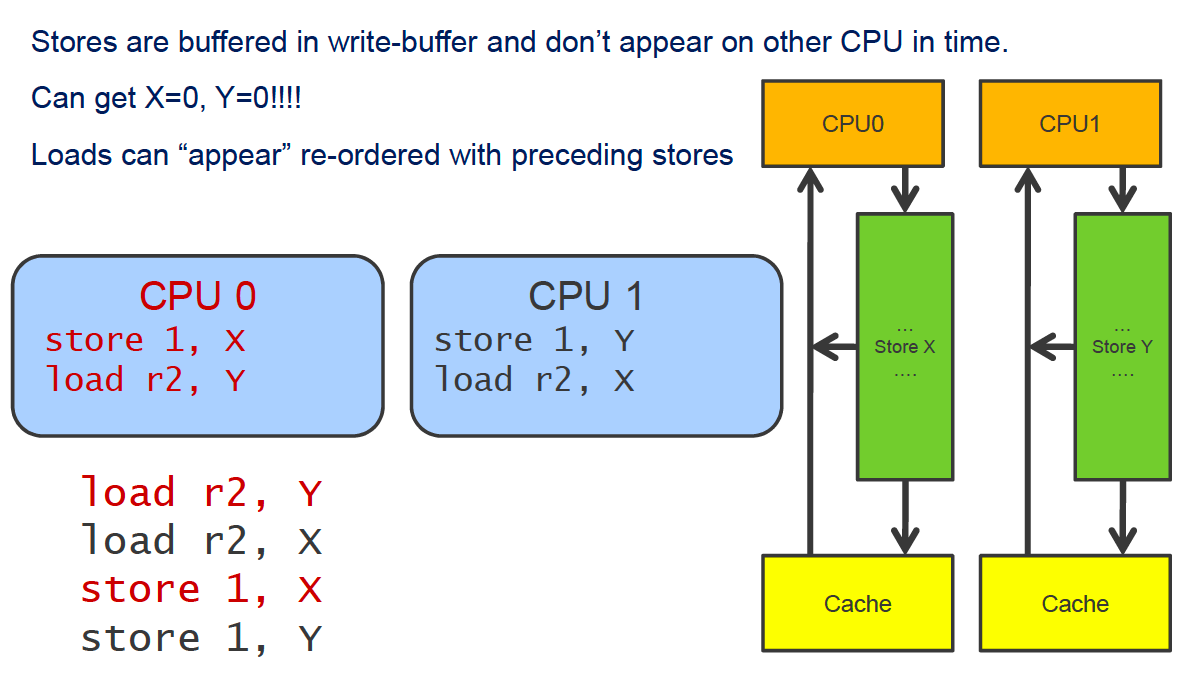 Stores are buffered in write-buffer and don’t appear on other CPU in time.
Can get X=0, Y=0!!!!
Loads can “appear” re-ordered with preceding stores
CPU0
CPU1
CPU 0
store 1, X
load r2, Y
CPU 1
store 1, Y
load r2, X
...
Store X
....
...
Store Y
....
load r2, Y
load r2, X
store 1, X
store 1, Y
Cache
Cache